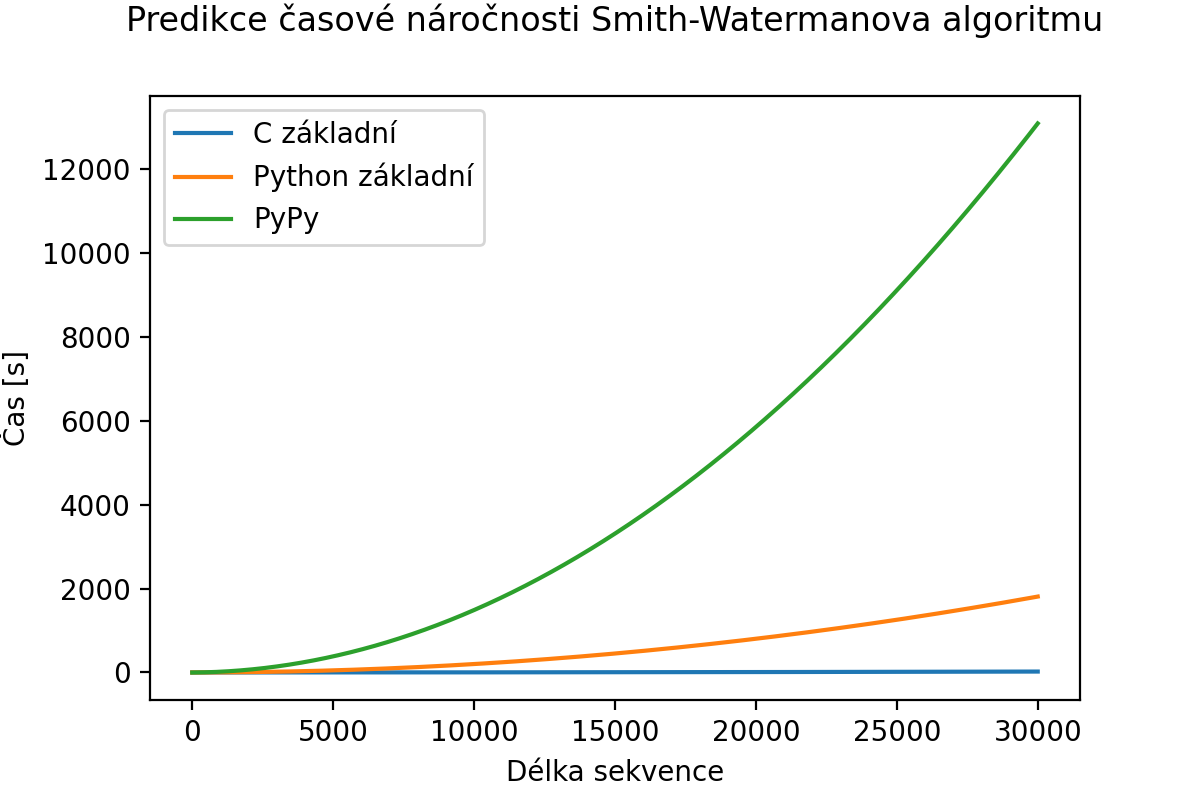 Predikce časové náročnosti Smith-Watermanova algoritmu
C základní
Python základní
PyPy
12000
10000
8000
6000
4000
2000
0
Čas [s]
0 5000 10000 15000 20000 25000 30000
Délka sekvence